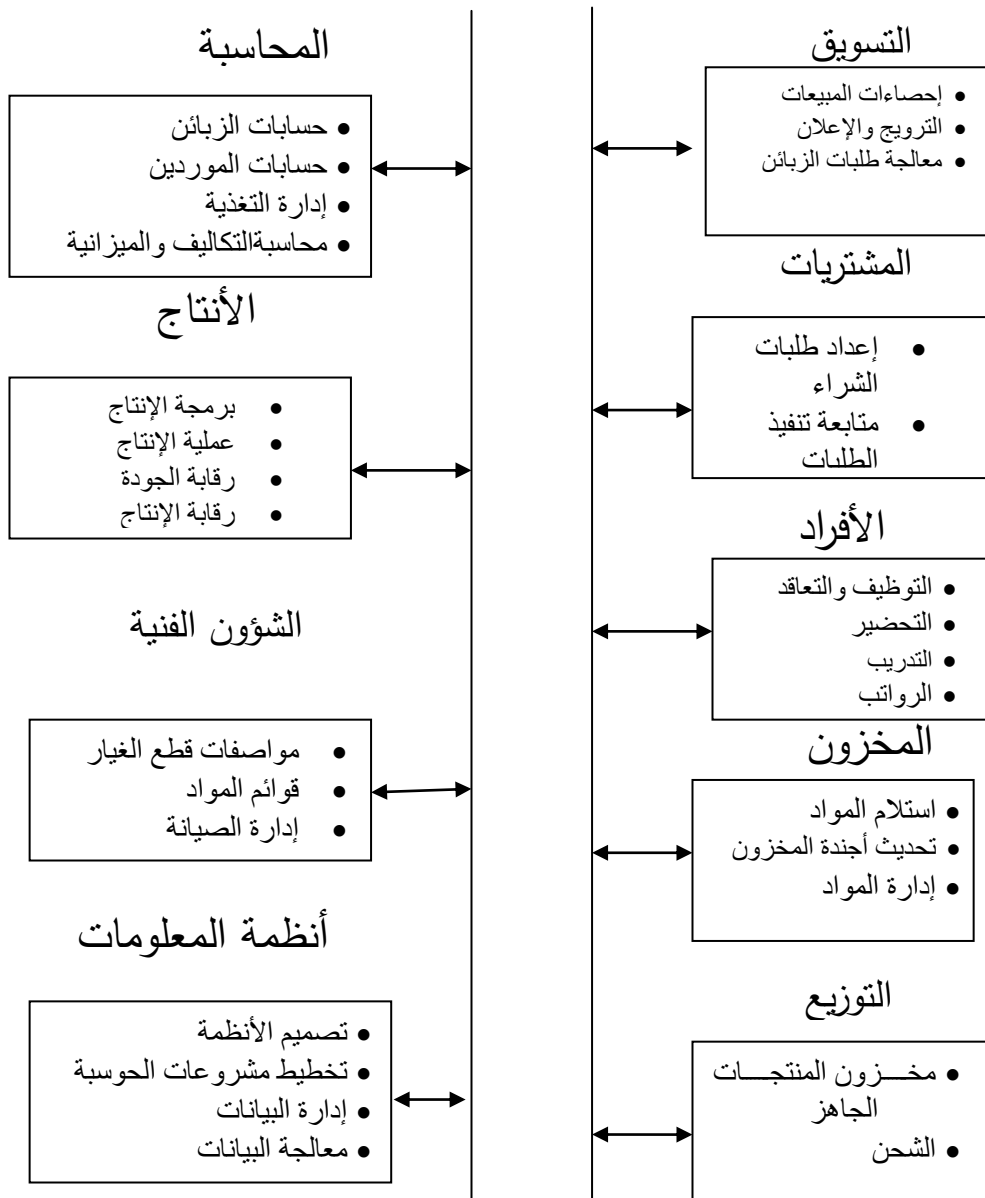 التسويق
• إحصاءات المبيعات
• الترويج والإعلان
• معالجة طلبات الزبائن
المشتريات
• إعداد طلبات
الشراء
• متابعة تنفيذ
الطلبات
الأفراد
• التوظيف والتعاقد
• التحضير
• التدريب
• الرواتب
المخزون
• استلام المواد
• تحديث أجندة المخزون
• إدارة المواد
التوزيع
• مخـــزون المنتجـــات
الجاهز
• الشحن
المحاسبة
• حسابات الزبائن
• حسابات الموردين
• إدارة التغذية
• محاسبةالتكاليف والميزانية
الأنتاج
• برمجة الإنتاج
• عملية الإنتاج
• رقابة الجودة
• رقابة الإنتاج
الشؤون الفنية
• مواصفات قطع الغيار
• قوائم المواد
• إدارة الصيانة
أنظمة المعلومات
• تصميم الأنظمة
• تخطيط مشروعات الحوسبة
• إدارة البيانات
• معالجة البيانات